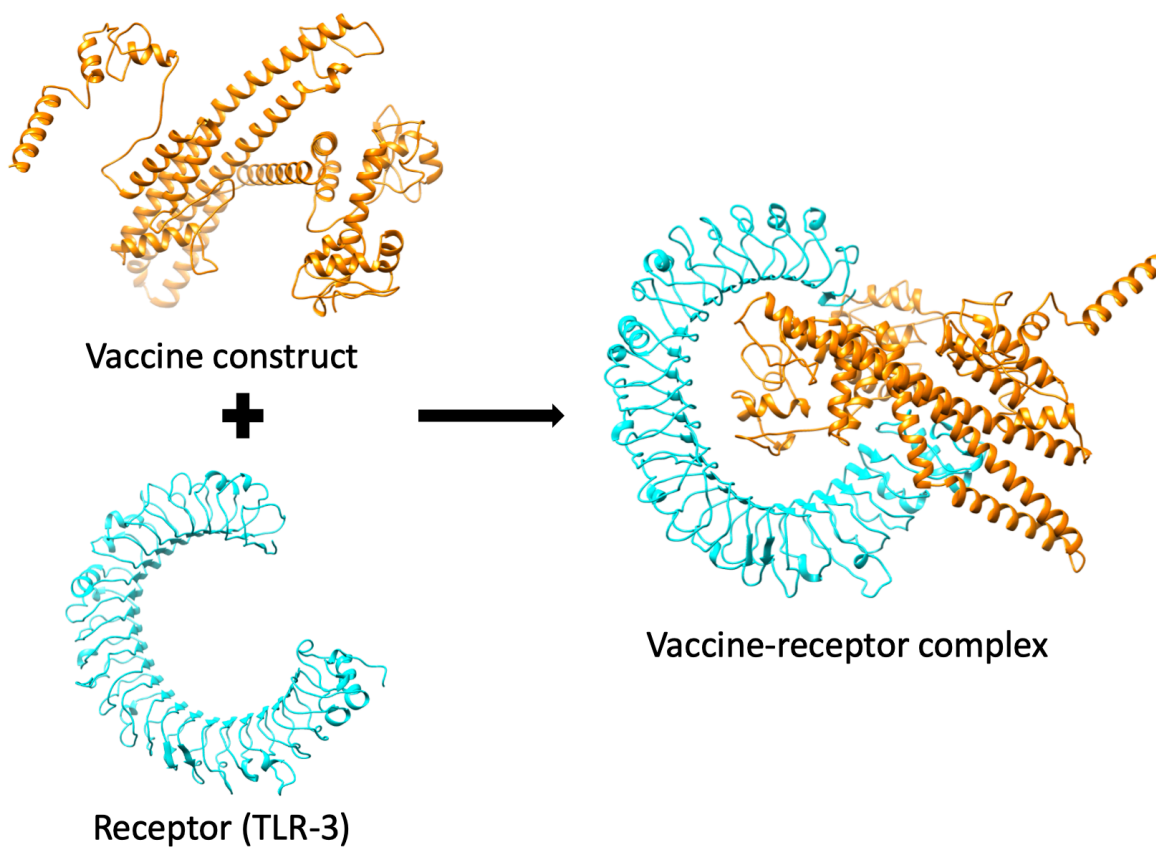 Vaccine construct
+
Receptor (TLR-3)
Vaccine-receptor complex